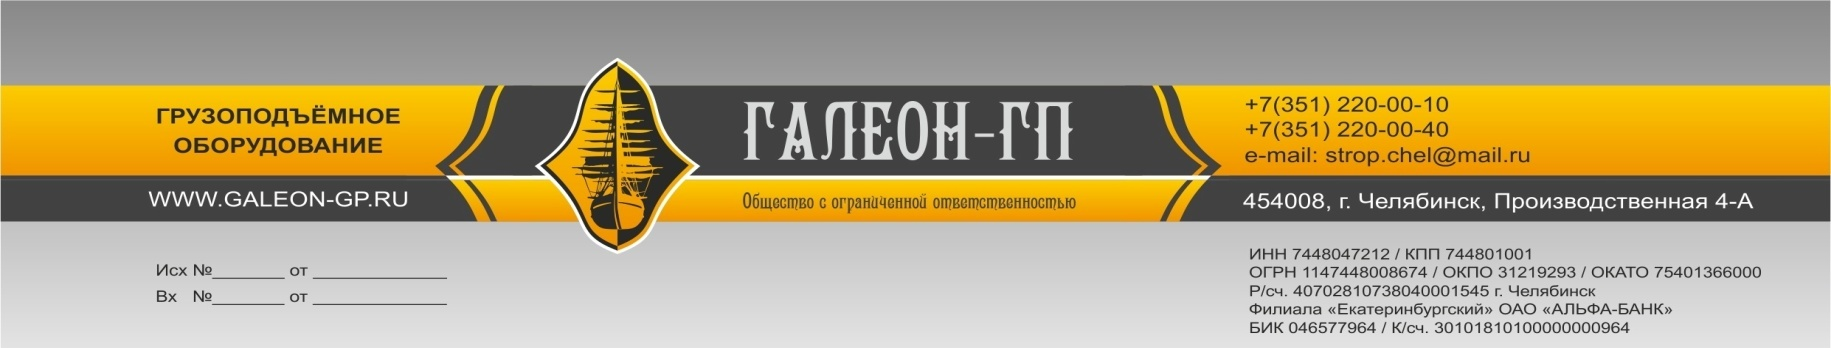 ГРУЗОПОДЪЁМНОЕ
ОБОРУДОВАНИЕ
WWW.GALEON-GP.RU
ГАЛЕОН-ГП
Общество с ограниченной ответственностью
+7(351) 220-00-10
+7(351) 220-00-40
e-mail: strop.chel@mail.ru
454008, г. Челябинск, Производственная 4-А
Исх №_______ от _____________
Вх №_______ от _____________
ИНН 7448047212 / КПП 744801001
ОГРН 1147448008674 / ОКПО 31219293 / ОКАТО 75401366000
Р/сч. 40702810738040001545 г. Челябинск
Филиала «Екатеринбургский» ОАО «АЛЬФА-БАНК»
БИК 046577964 / К/сч. 30101810100000000964